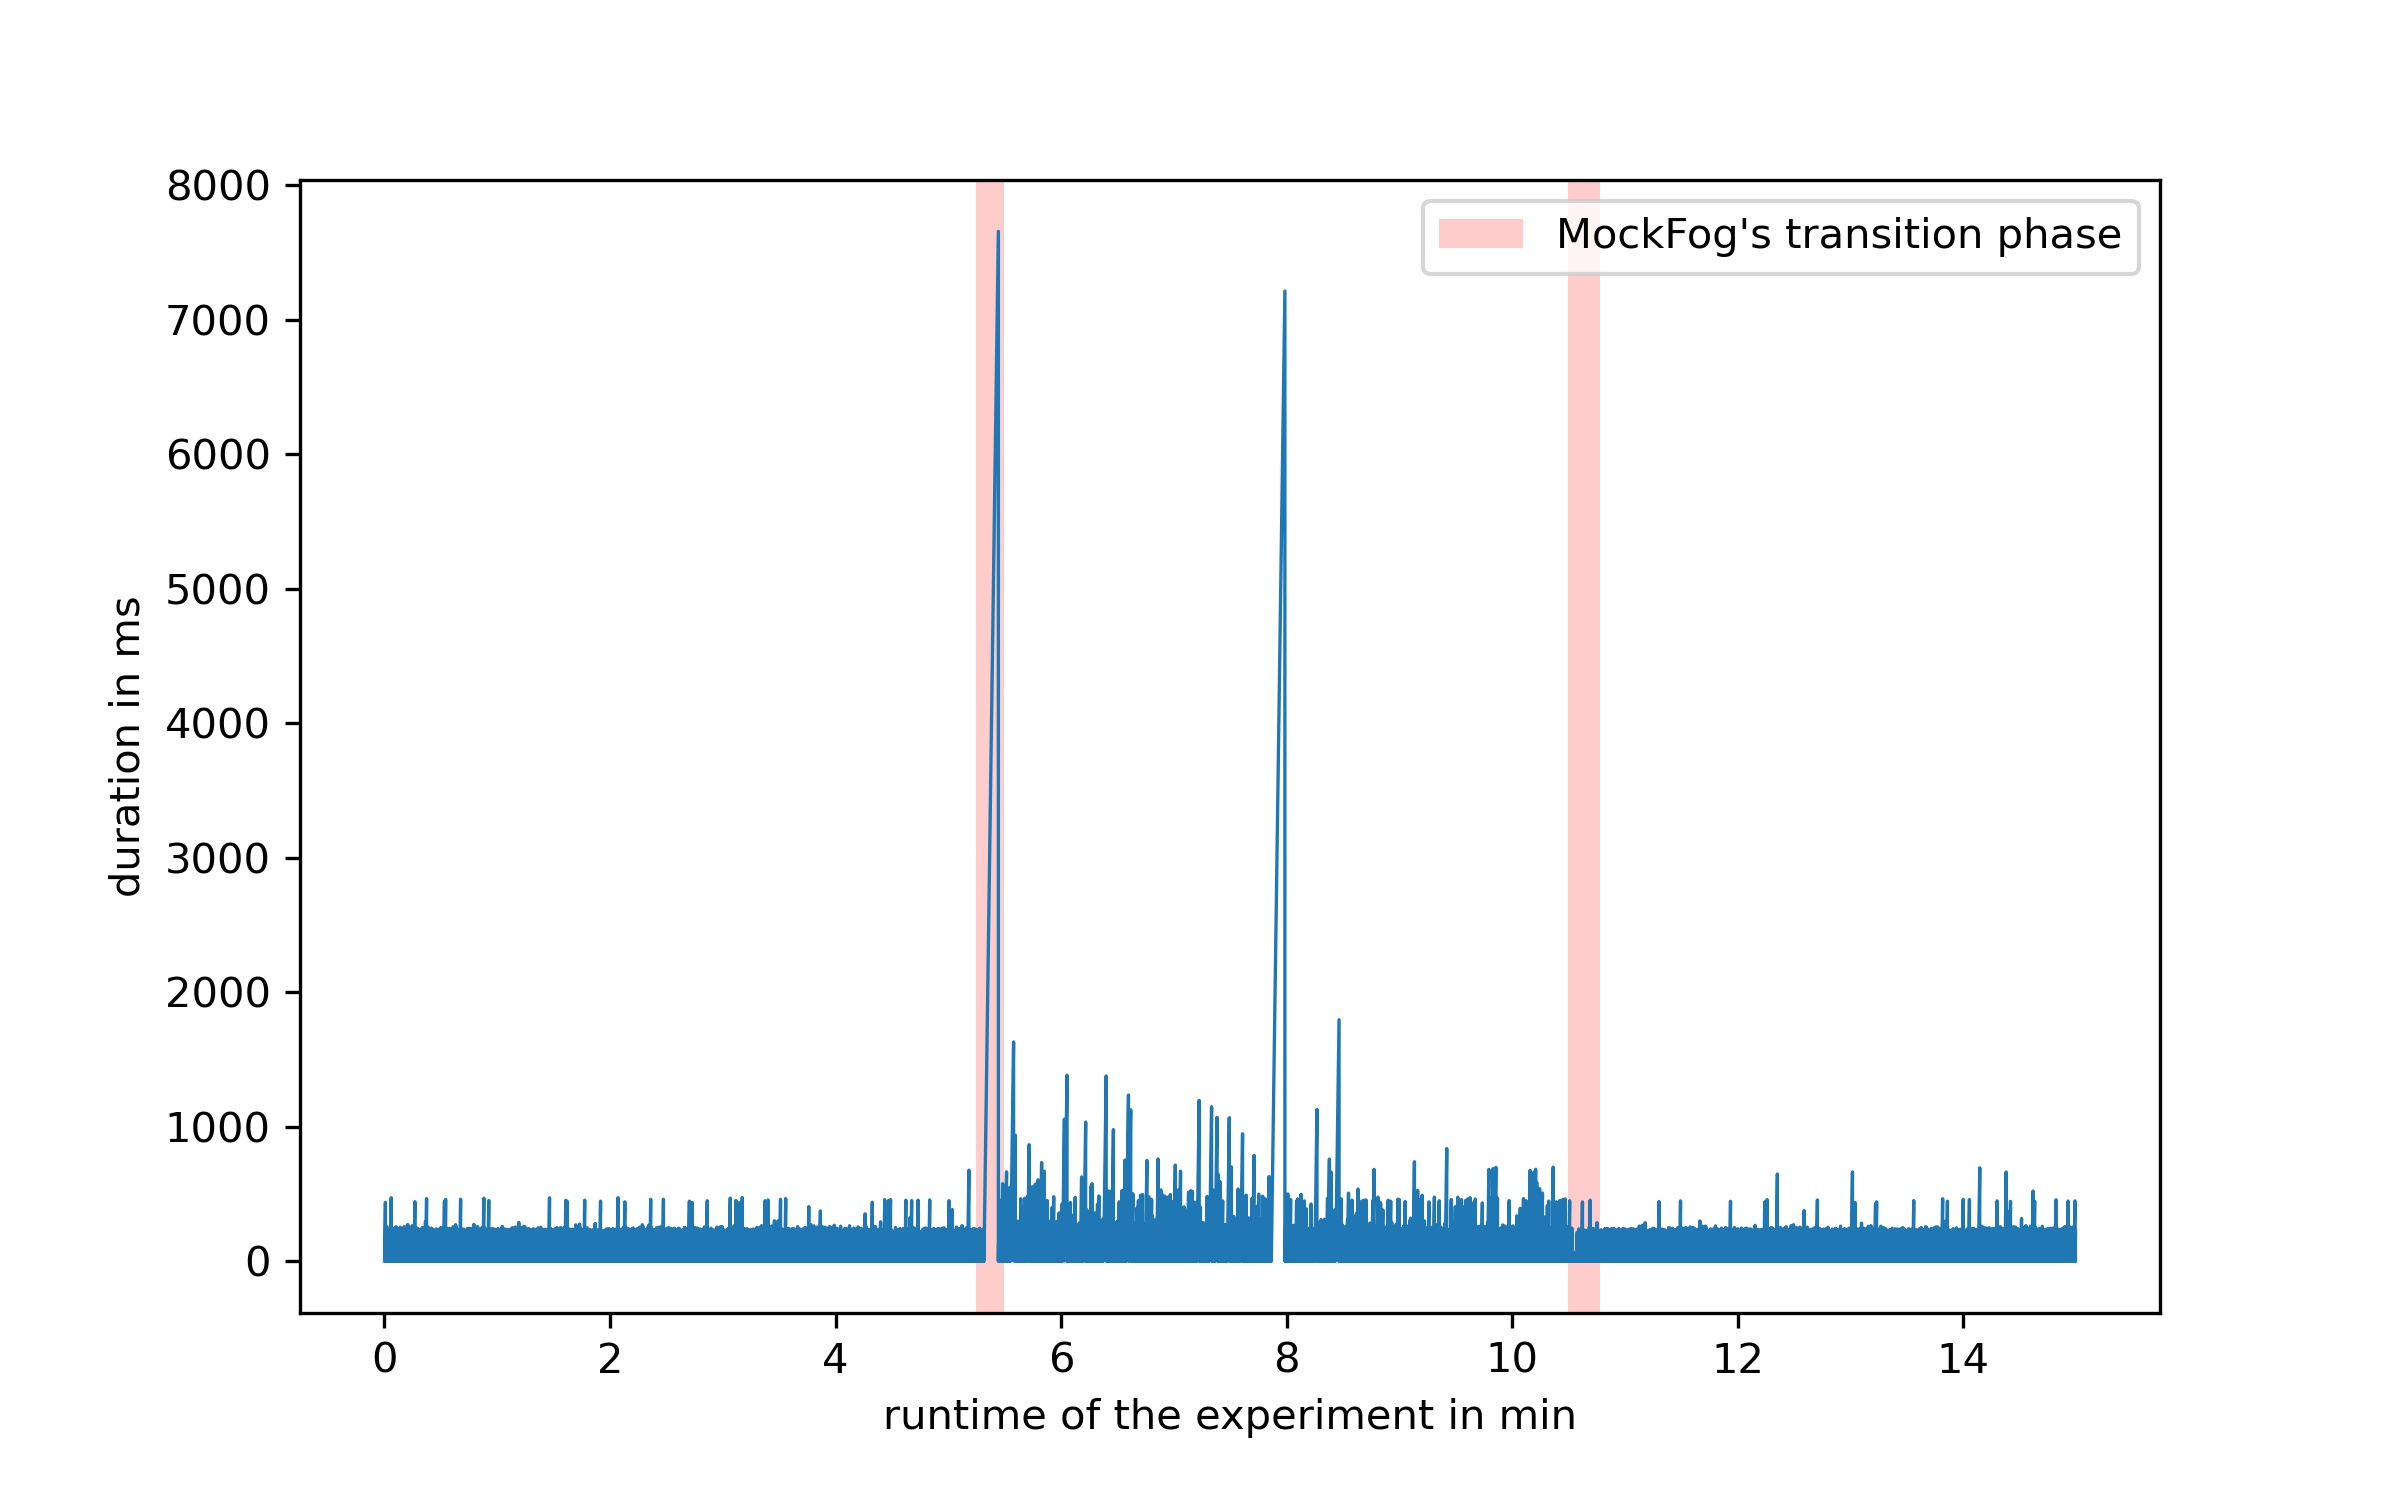 8000
7000
6000
5000
4000
3000
2000
1000
0
duration in ms
MockFog's transition phase
0 2 4 6 8 10 12 14
runtime of the experiment in min